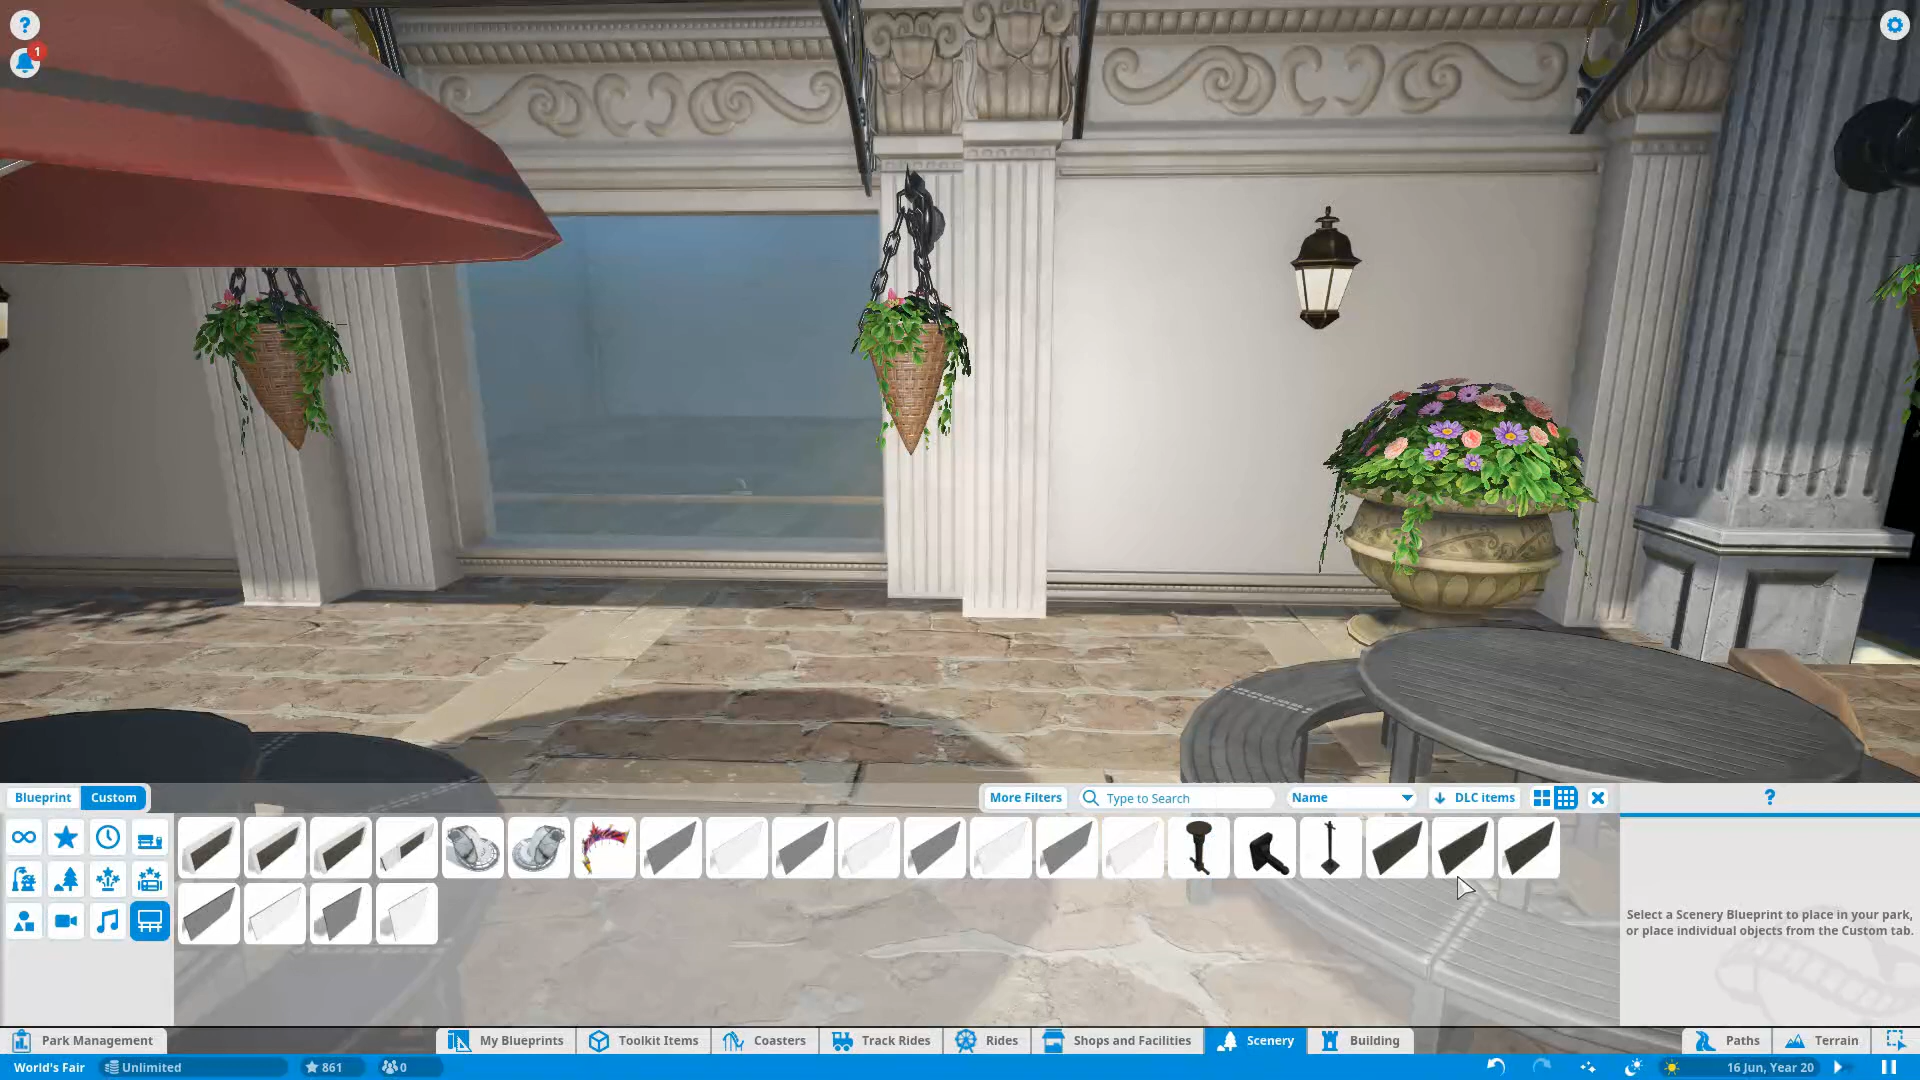 ?
1
Blueprint
Custom
More Filters
Type to Search
Name
DLC items
?
Select a Scenery Blueprint to place in your park,
or place individual objects from the Custom tab.
Park Management
My Blueprints
Toolkit Items
Coasters
Track Rides
Rides
Shops and Facilities
Scenery
Building
Paths
Terrain
World's Fair
Unlimited
861
0
16 Jun, Year 20